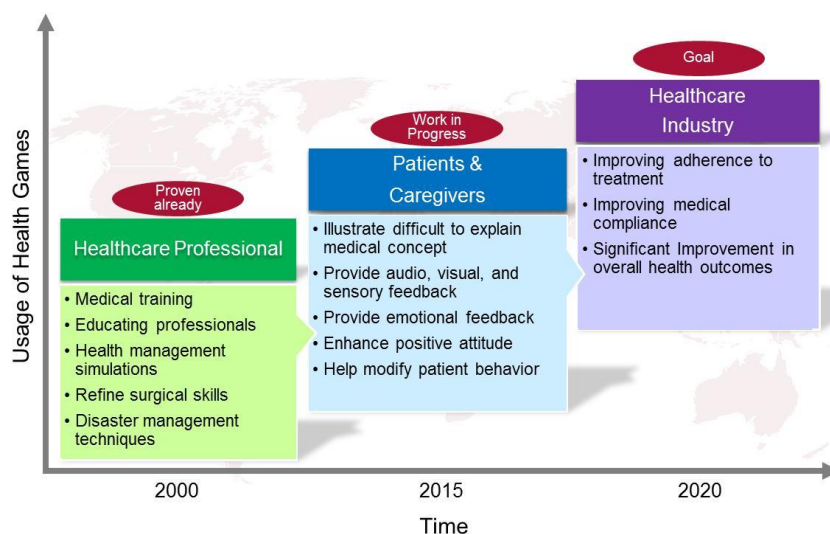 Usage of Health Games
Proven
already
Healthcare Professional
• Medical training
• Educating professionals
• Health management
simulations
• Refine surgical skills
• Disaster management
techniques
Work in
Progress
Patients &
Caregivers
• Illustrate difficult to explain
medical concept
• Provide audio, visual, and
sensory feedback
• Provide emotional feedback
• Enhance positive attitude
• Help modify patient behavior
Goal
Healthcare
Industry
• Improving adherence to
treatment
• Improving medical
compliance
• Significant Improvement in
overall health outcomes
2000
2015
2020
Time